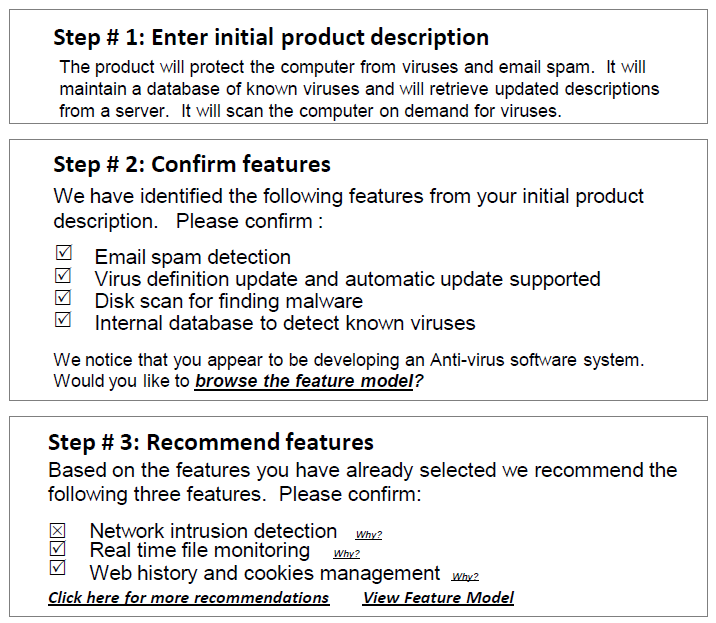 Step # 1: Enter initial product description
The product will protect the computer from viruses and email spam. It will
maintain a database of known viruses and will retrieve updated descriptions
from a server. It will scan the computer on demand for viruses.
Step # 2: Confirm features
We have identified the following features from your initial product
description. Please confirm :
Email spam detection
Virus definition update and automatic update supported
Disk scan for finding malware
Internal database to detect known viruses
We notice that you appear to be developing an Anti-virus software system.
Would you like to browse the feature model?
Step # 3: Recommend features
Based on the features you have already selected we recommend the
following three features. Please confirm:
Network intrusion detection Why?
Real time file monitoring Why?
Web history and cookies management Why?
Click here for more recommendations View Feature Model